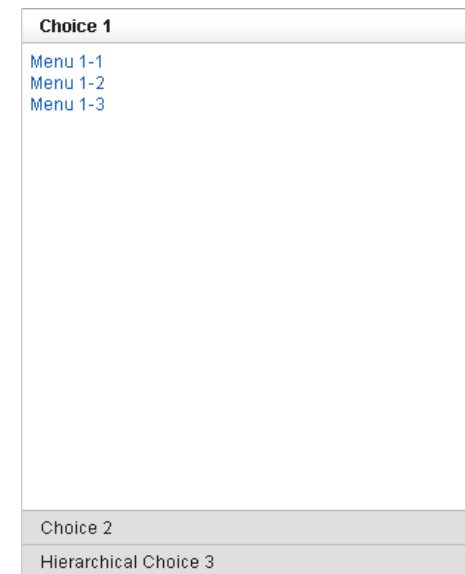 Choice 1
Menu 1-1
Menu 1-2
Menu 1-3
Choice 2
Hierarchical Choice 3